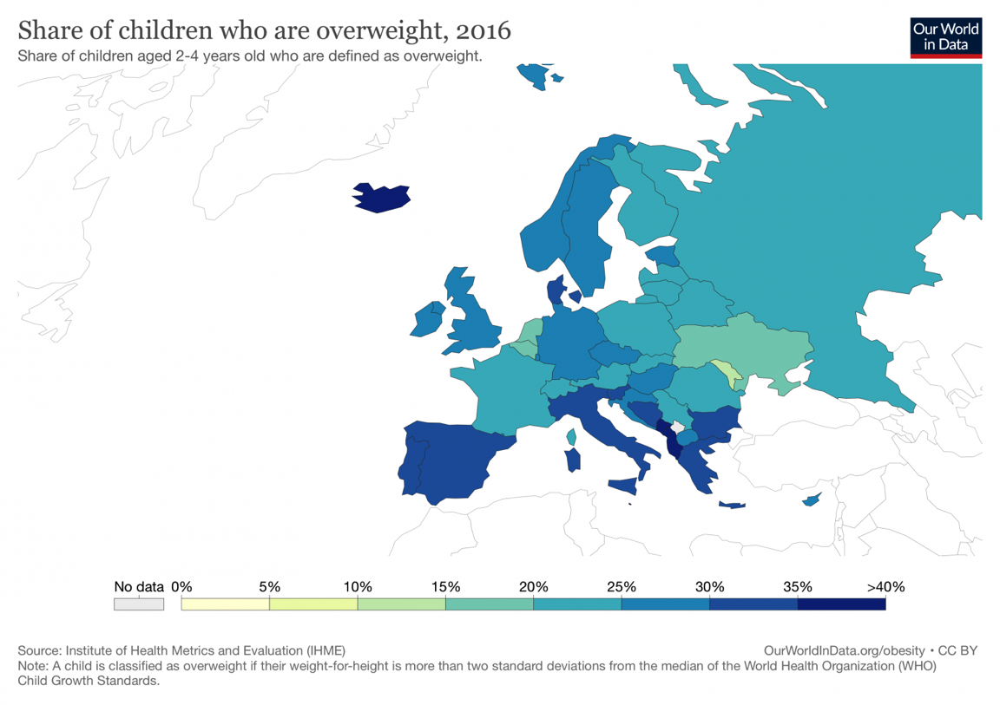 Share of children who are overweight, 2016
Share of children aged 2-4 years old who are defined as overweight.
Our World
in Data
No data 0% 5% 10% 15% 20% 25% 30% 35% >40%
Source: Institute of Health Metrics and Evaluation (IHME)
OurWorldInData.org/obesity • CC BY
Note: A child is classified as overweight if their weight-for-height is more than two standard deviations from the median of the World Health Organization (WHO)
Child Growth Standards.